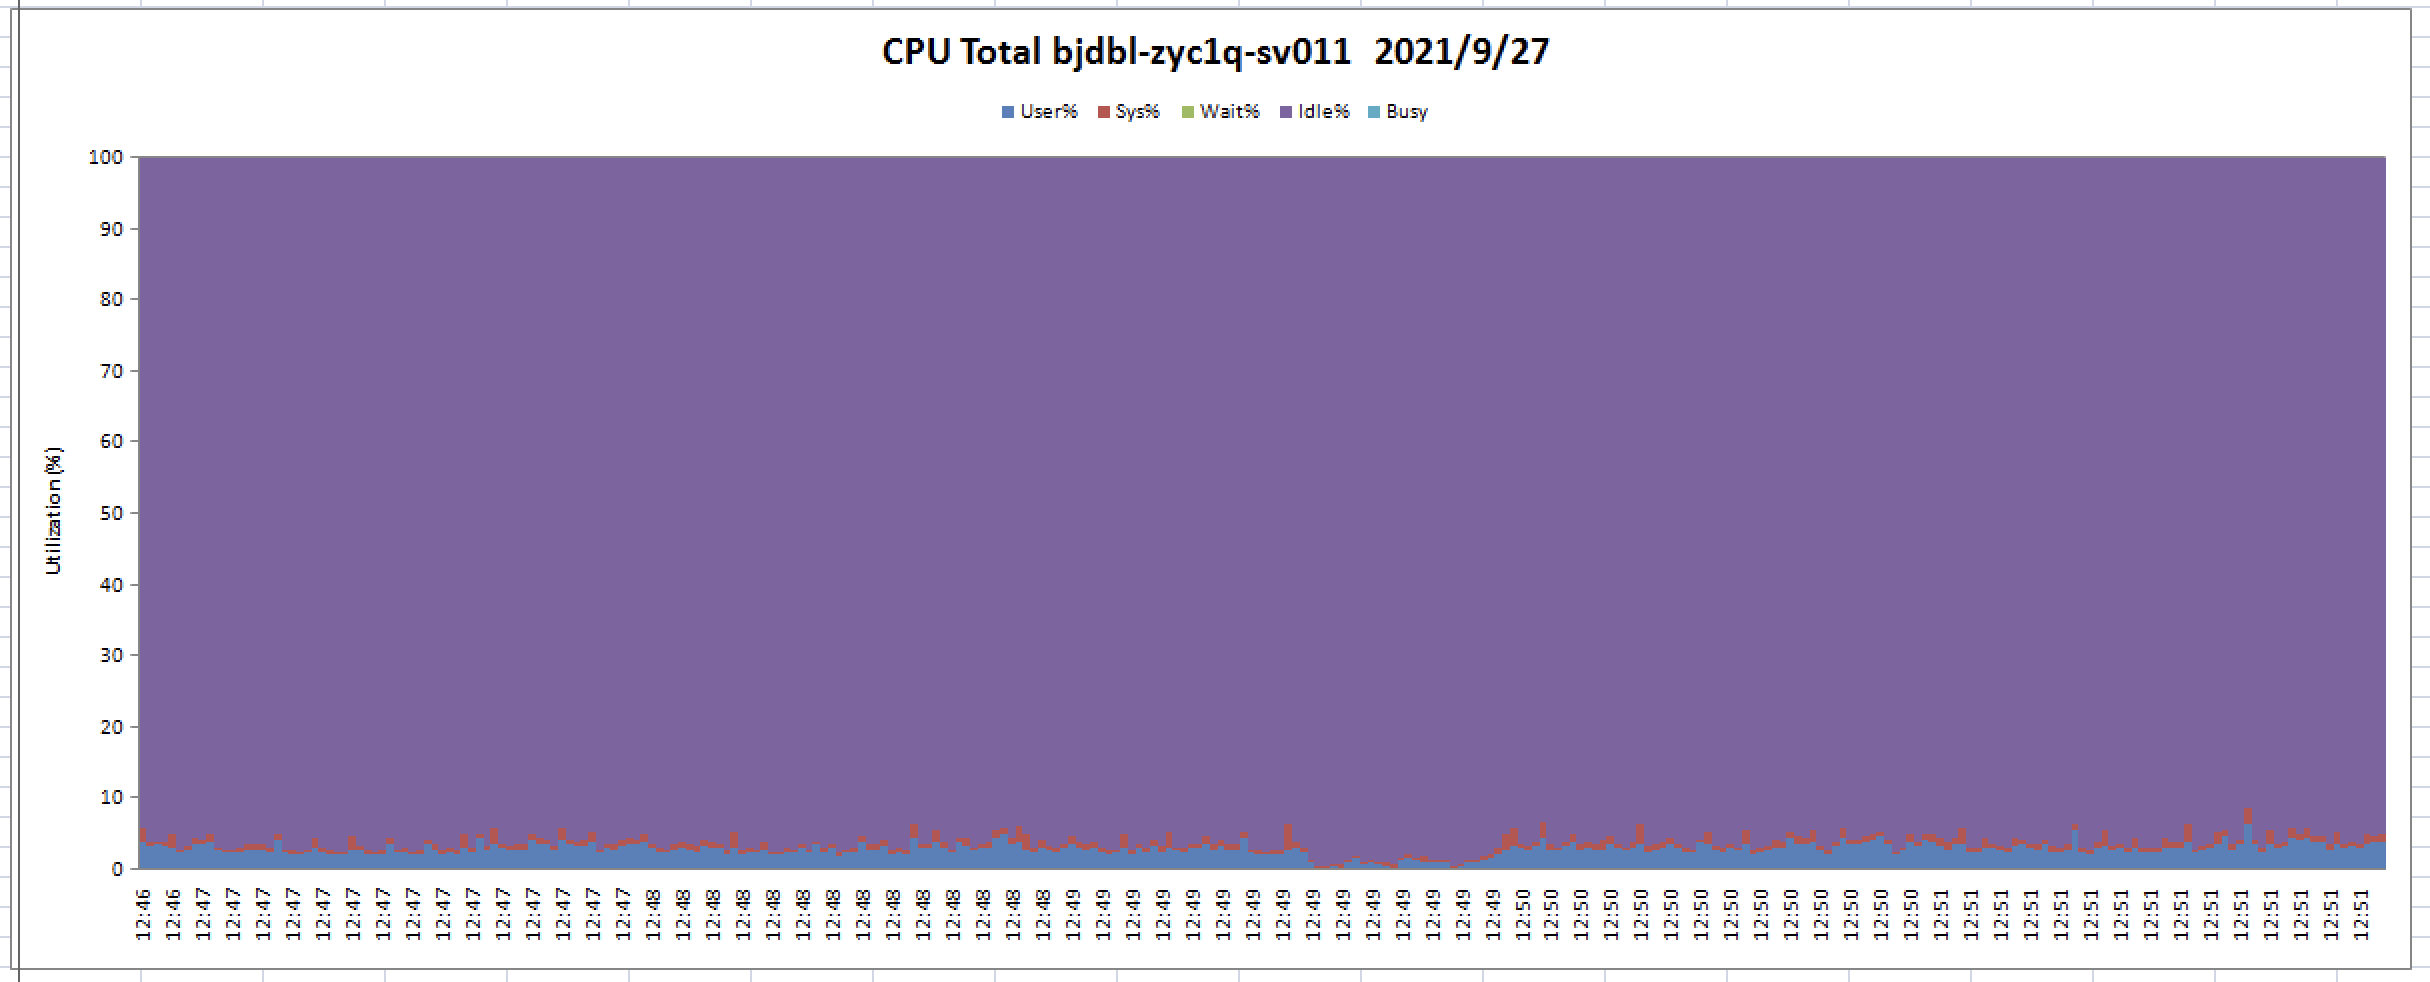 CPU Total bjdbl-zyc1q-sv011 2021/9/27
User% Sys% Wait% Idle% Busy
100
90
80
70
60
50
40
30
20
10
0
Utilization(%)
12:46 12:46 12:47 12:47 12:47 12:47 12:47 12:47 12:47 12:47 12:47 12:47 12:47 12:47 12:47 12:47 12:47 12:48 12:48 12:48 12:48 12:48 12:48 12:48 12:48 12:48 12:48 12:48 12:48 12:48 12:48 12:49 12:49 12:49 12:49 12:49 12:49 12:49 12:49 12:49 12:49 12:49 12:49 12:49 12:49 12:49 12:50 12:50 12:50 12:50 12:50 12:50 12:50 12:50 12:50 12:50 12:50 12:50 12:50 12:50 12:51 12:51 12:51 12:51 12:51 12:51 12:51 12:51 12:51 12:51 12:51 12:51 12:51 12:51 12:51